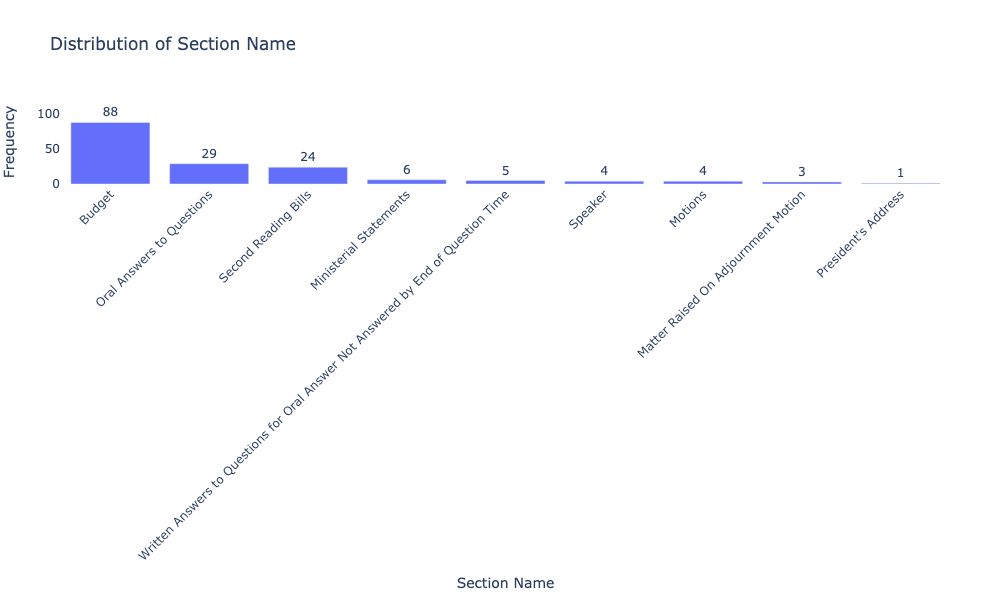 Distribution of Section Name
Frequency
100
50
0
88
29
24
6
5
4
4
3
1
Budget
Oral Answers to Questions
Second Reading Bills
Ministerial Statements
Written Answers to Questions for Oral Answer Not Answered by End of Question Time
Speaker
Motions
Matter Raised On Adjournment Motion
President's Address
Section Name